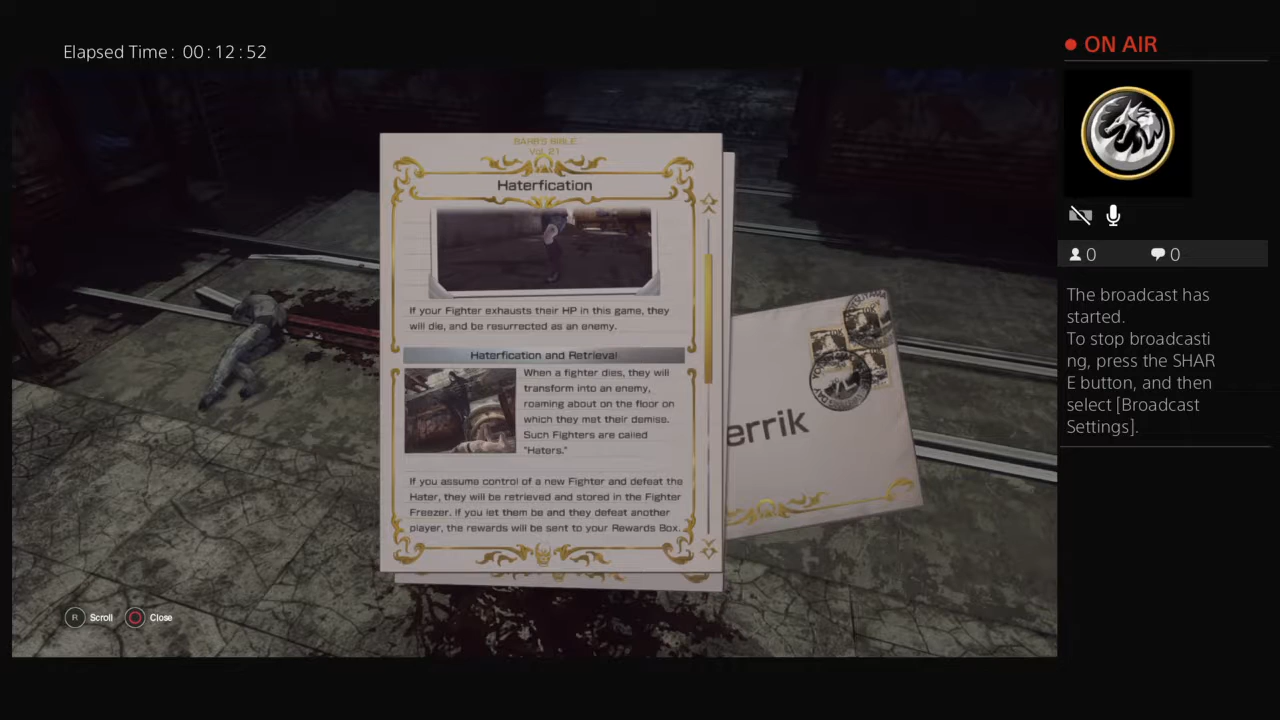 Elapsed Time: 00:12:52
ON AIR
0
0
The broadcast has
started.
To stop broadcasti
ng, press the SHAR
E button, and then
select [Broadcast
Settings].
Vol. 21
Haterfication
If your Fighter exhausts their HP in this game, they
will die, and be resurrected as an enemy.
Haterfication and Retrieval
When a fighter dies, they will
transform into an enemy,
roaming about on the floor on
which they met their demise.
Such Fighters are called
"Haters."
If you assume control of a new Fighter and defeat the
Hater, they will be retrieved and stored in the Fighter
Freezer. If you let them be and they defeat another
player, the rewards will be sent to your Rewards Box.
errik
R Scroll
Close